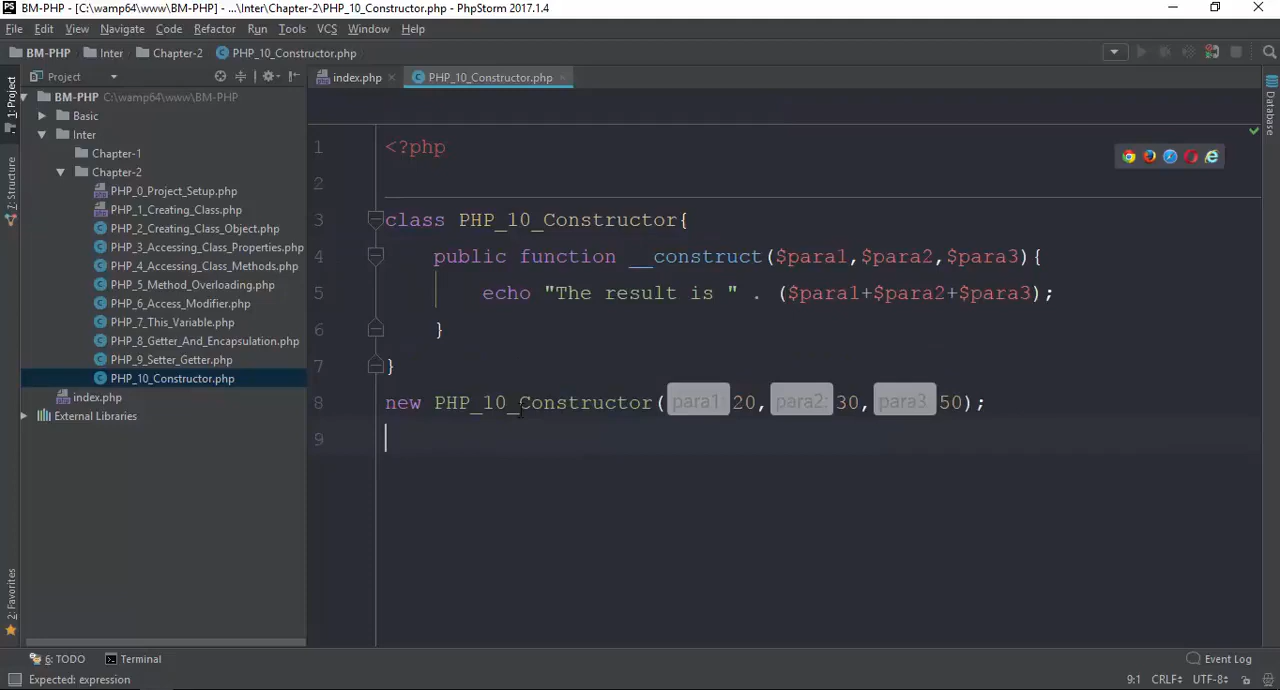 BM-PHP - [C:\wamp64\www\BM-PHP] - ...\Inter\Chapter-2\PHP_10_Constructor.php - PhpStorm 2017.1.4
File Edit View Navigate Code Refactor Run Tools VCS Window Help
BM-PHP Inter Chapter-2 PHP_10_Constructor.php
1: Project
7: Structure
2: Favorites
Project
BM-PHP C:\wamp64\www\BM-PHP
Basic
Inter
Chapter-1
Chapter-2
PHP_0_Project_Setup.php
PHP_1_Creating_Class.php
PHP_2_Creating_Class_Object.php
PHP_3_Accessing_Class_Properties.php
PHP_4_Accessing_Class_Methods.php
PHP_5_Method_Overloading.php
PHP_6_Access_Modifier.php
PHP_7_This_Variable.php
PHP_8_Getter_And_Encapsulation.php
PHP_9_Setter_Getter.php
PHP_10_Constructor.php
index.php
External Libraries
index.php PHP_10_Constructor.php
1 <?php
2
3 class PHP_10_Constructor{
4 public function __construct($para1,$para2,$para3){
5 echo "The result is " . ($para1+$para2+$para3);
6 }
7 }
8 new PHP_10_Constructor( para1: 20, para2: 30, para3: 50);
9
Database
6: TODO Terminal Event Log
Expected: expression 9:1 CRLF UTF-8